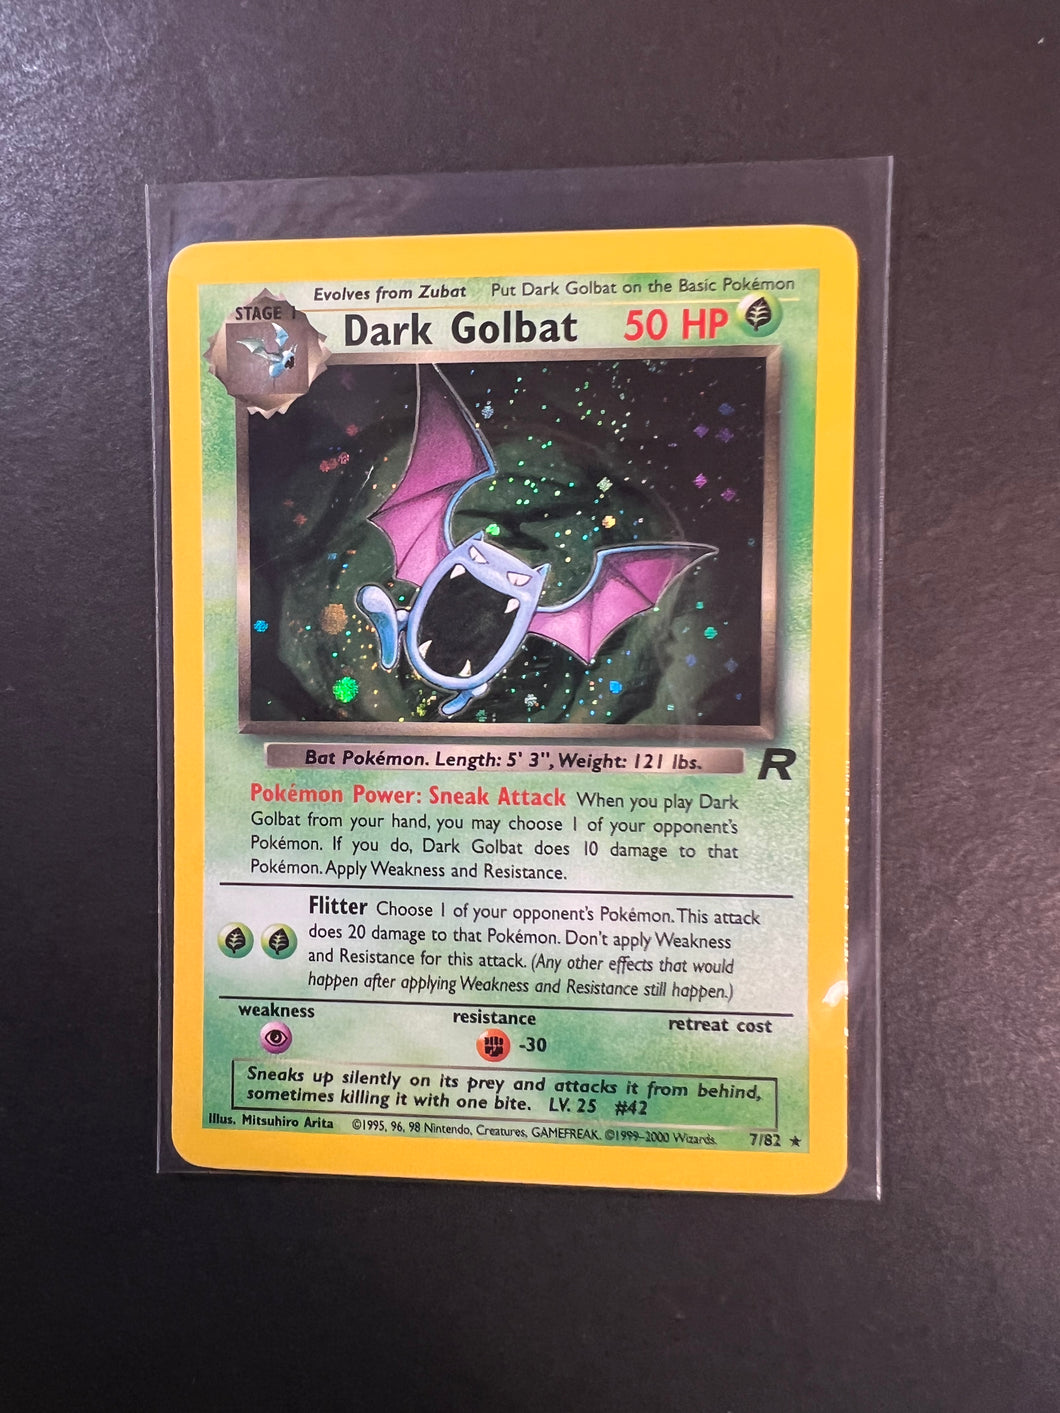 Evolves from Zubat Put Dark Golbat on the Basic Pokémon
STAGE 1
Dark Golbat 50 HP
Bat Pokémon. Length: 5' 3", Weight: 121 lbs.
R
Pokémon Power: Sneak Attack When you play Dark
Golbat from your hand, you may choose 1 of your opponent's
Pokémon. If you do, Dark Golbat does 10 damage to that
Pokémon. Apply Weakness and Resistance.
Flitter Choose 1 of your opponent's Pokémon. This attack
does 20 damage to that Pokémon. Don't apply Weakness
and Resistance for this attack. (Any other effects that would
happen after applying Weakness and Resistance still happen.)
weakness resistance retreat cost
-30
Sneaks up silently on its prey and attacks it from behind,
sometimes killing it with one bite. LV. 25 #42
Illus. Mitsuhiro Arita ©1995, 96, 98 Nintendo, Creatures, GAMEFREAK. ©1999-2000 Wizards. 7/82 ★